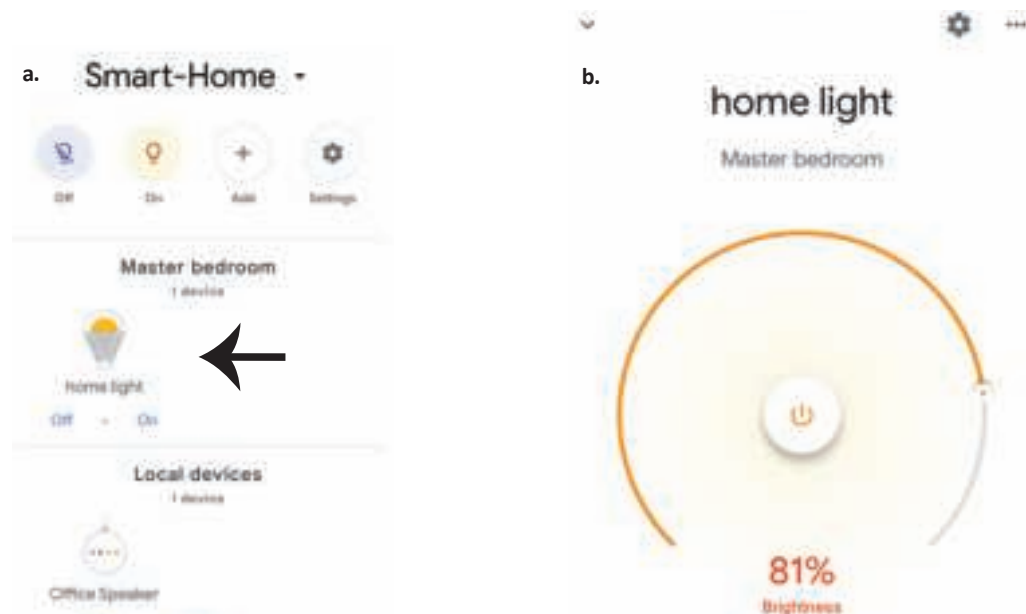 a.
Smart-Home
Off
On
Add
Settings
Master bedroom
1 device
home light
Off - On
Local devices
1 device
Office Speaker
b.
home light
Master bedroom
81%
Brightness